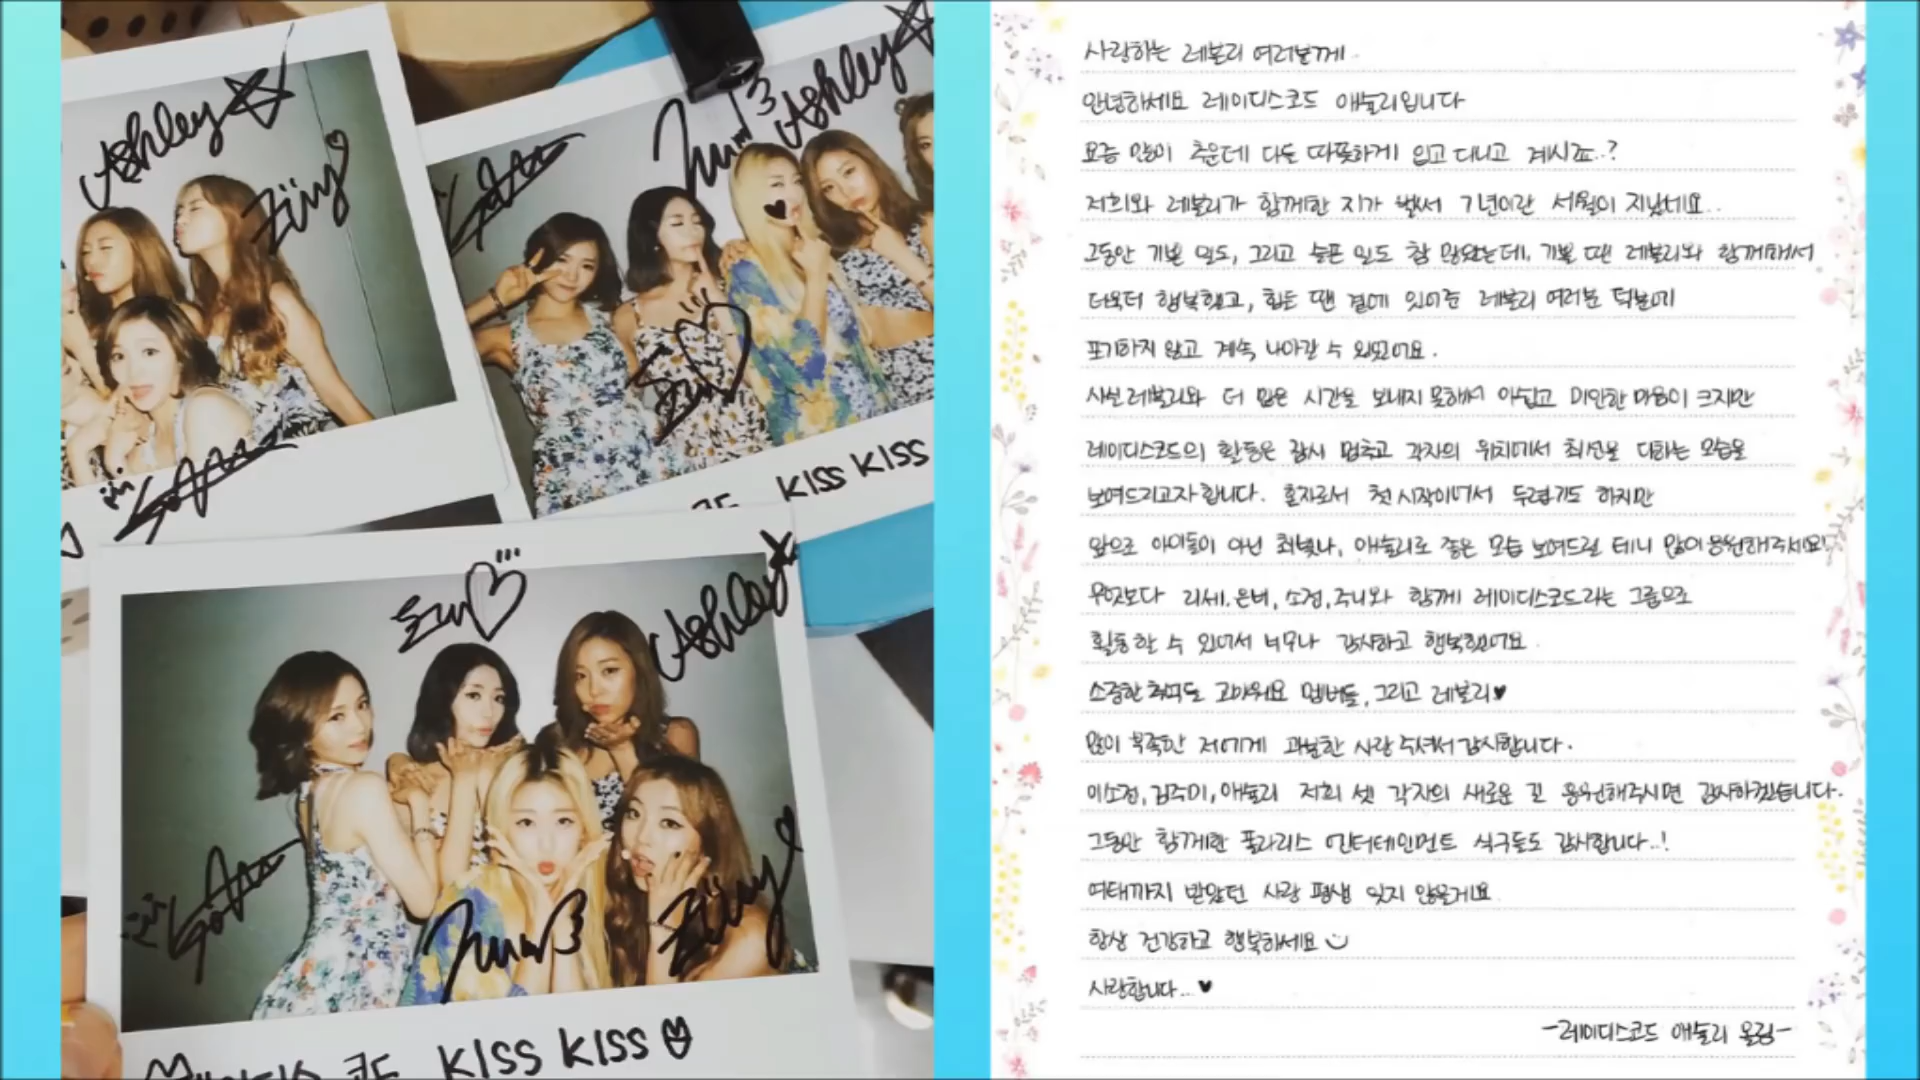 Ashley
Ziiny
Ashley
KISS KISS
Ashley
Ziiny
KISS KISS
사랑하는 레블리 여러분께
안녕하세요 레이디스코드 애슐리입니다
요즘 많이 추운데 다들 따뜻하게 입고 다니고 계시죠..?
저희와 레블리가 함께한 지가 벌써 7년이란 세월이 지났네요..
그동안 기쁜 일도, 그리고 슬픈 일도 참 많았는데, 기쁠 땐 레블리와 함께해서
더욱더 행복했고, 힘든 땐 곁에 있어준 레블리 여러분 덕분에
포기하지 않고 계속 나아갈 수 있었어요.
사실 레블리와 더 많은 시간을 보내지 못해서 아쉽고 미안한 마음이 크지만
레이디스코드의 활동은 잠시 멈추고 각자의 위치에서 최선을 다하는 모습을
보여드리고자 합니다. 혼자로서 첫 시작이어서 두렵기도 하지만
앞으로 아이돌이 아닌 최빛나, 애슐리로 좋은 모습 보여드릴 테니 많이 응원해주세요!
무엇보다 리세, 은비, 소정, 주니와 함께 레이디스코드라는 그룹으로
활동할 수 있어서 너무나 감사하고 행복했어요.
소중한 추억들 고마워요 멤버들, 그리고 레블리♥
많이 부족한 저에게 과분한 사랑 주셔서 감사합니다.
이소정, 김주미, 애슐리 저희 셋 각자의 새로운 길 응원해주시면 감사하겠습니다.
그동안 함께한 폴라리스 엔터테인먼트 식구들도 감사합니다..!
여태까지 받았던 사랑 평생 잊지 않을게요
항상 건강하고 행복하세요
사랑합니다...♥
-레이디스코드 애슐리 올림-